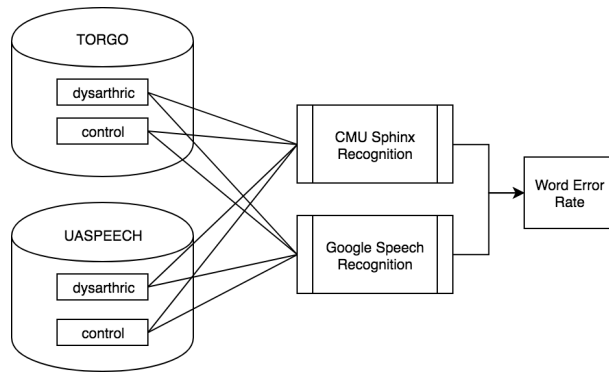 TORGO
dysarthric
control
UASPEECH
dysarthric
control
CMU Sphinx
Recognition
Google Speech
Recognition
Word Error
Rate